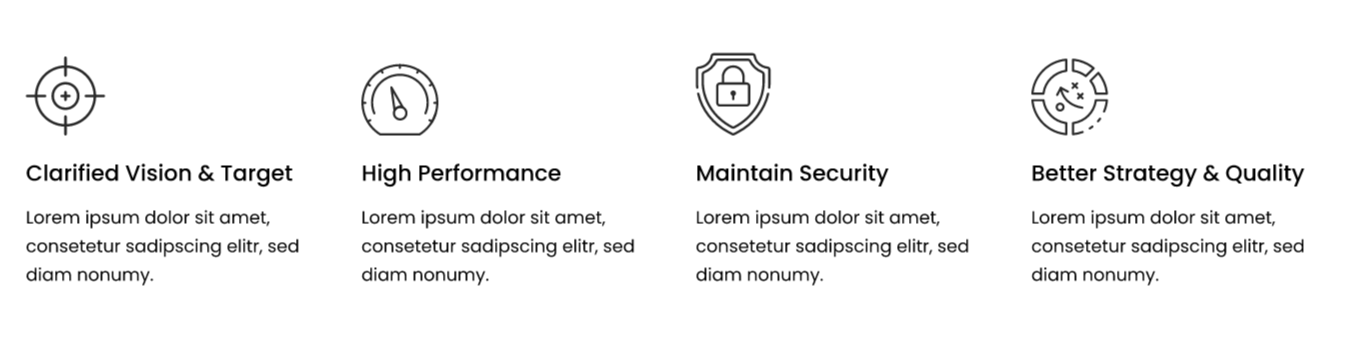 Clarified Vision & Target
Lorem ipsum dolor sit amet,
consetetur sadipscing elitr, sed
diam nonumy.
High Performance
Lorem ipsum dolor sit amet,
consetetur sadipscing elitr, sed
diam nonumy.
Maintain Security
Lorem ipsum dolor sit amet,
consetetur sadipscing elitr, sed
diam nonumy.
Better Strategy & Quality
Lorem ipsum dolor sit amet,
consetetur sadipscing elitr, sed
diam nonumy.